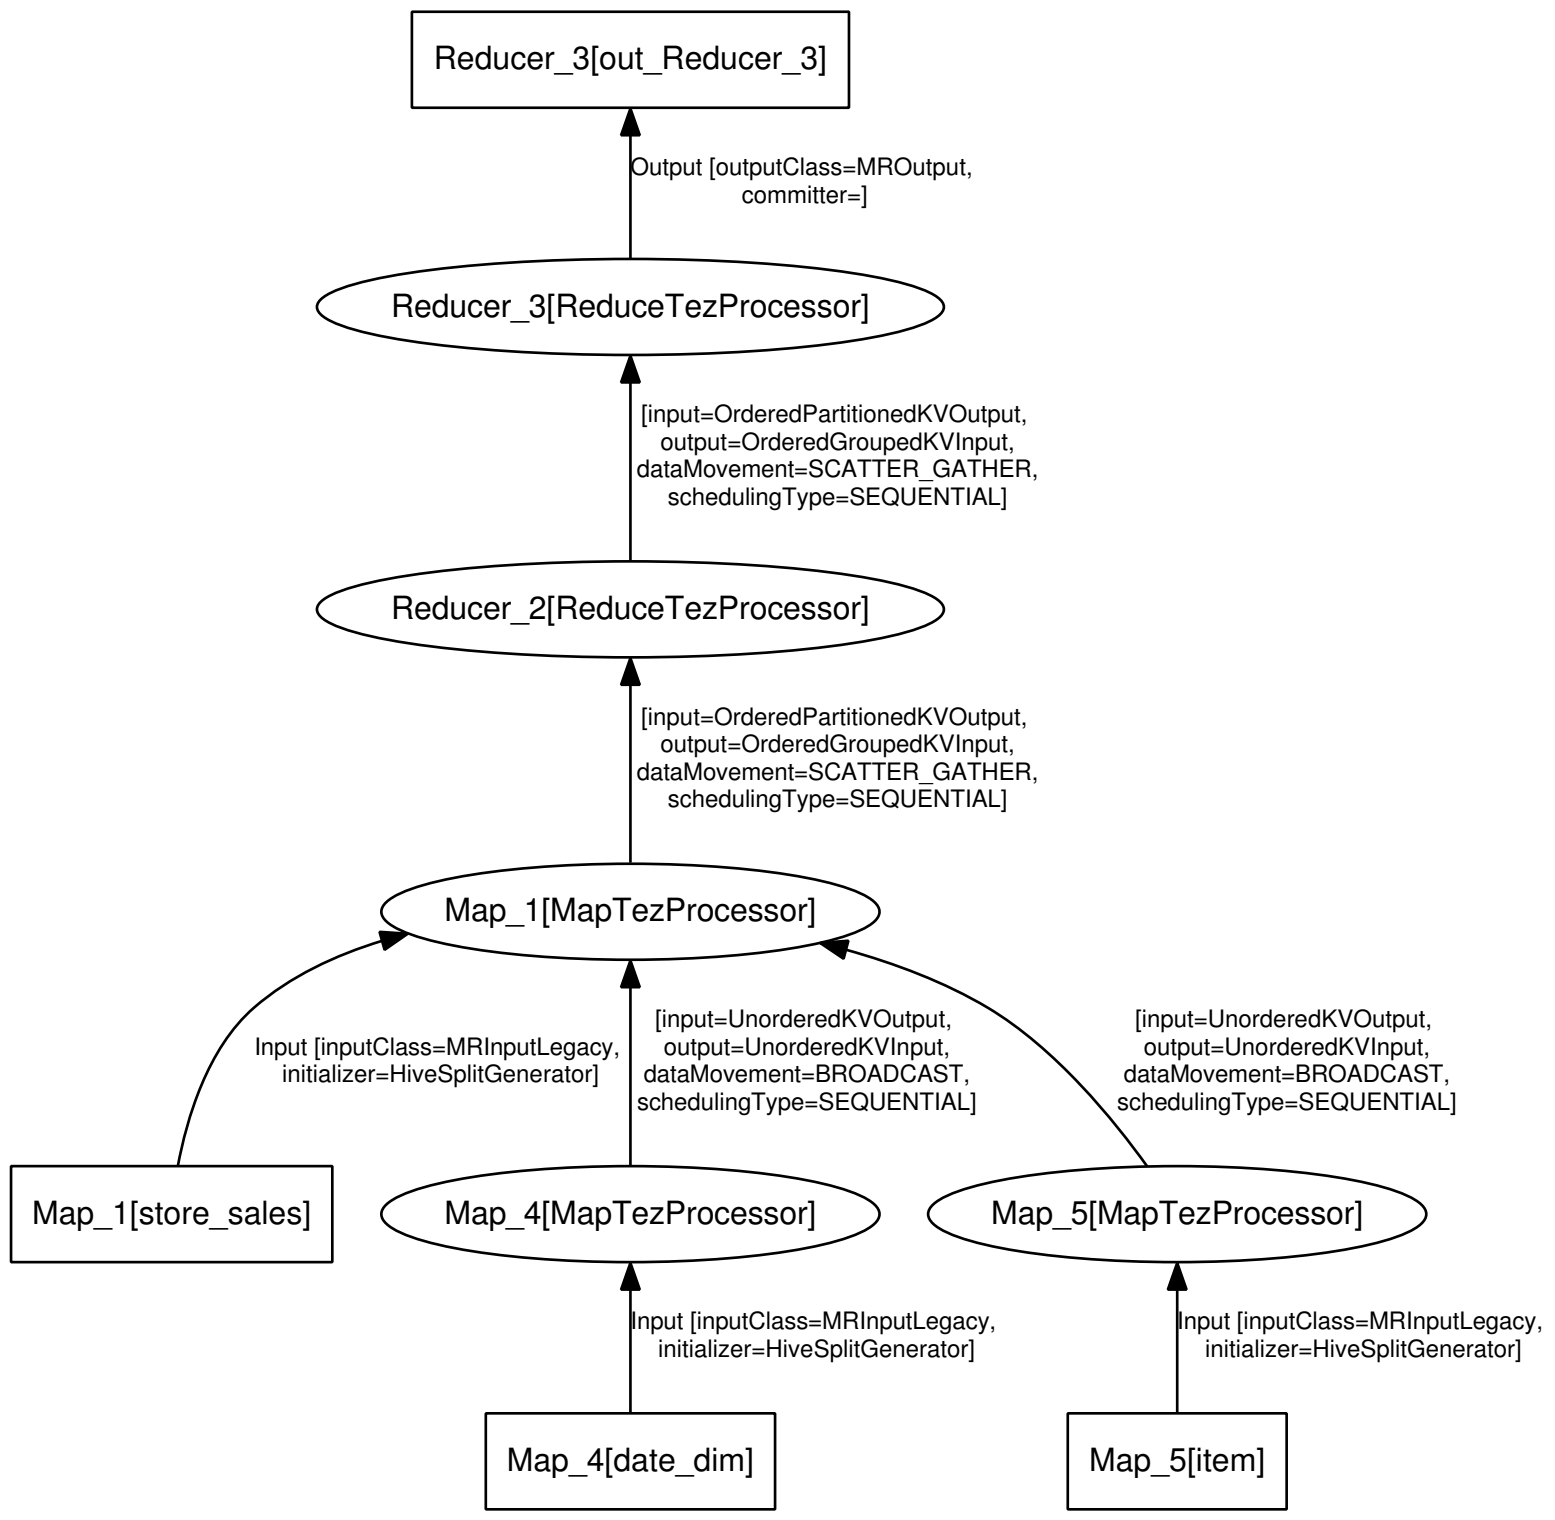 Reducer_3[out_Reducer_3]
Output [outputClass=MROutput,
committer=]
Reducer_3[ReduceTezProcessor]
[input=OrderedPartitionedKVOutput,
output=OrderedGroupedKVInput,
dataMovement=SCATTER_GATHER,
schedulingType=SEQUENTIAL]
Reducer_2[ReduceTezProcessor]
[input=OrderedPartitionedKVOutput,
output=OrderedGroupedKVInput,
dataMovement=SCATTER_GATHER,
schedulingType=SEQUENTIAL]
Map_1[MapTezProcessor]
Input [inputClass=MRInputLegacy,
initializer=HiveSplitGenerator]
[input=UnorderedKVOutput,
output=UnorderedKVInput,
dataMovement=BROADCAST,
schedulingType=SEQUENTIAL]
[input=UnorderedKVOutput,
output=UnorderedKVInput,
dataMovement=BROADCAST,
schedulingType=SEQUENTIAL]
Map_1[store_sales]
Map_4[MapTezProcessor]
Map_5[MapTezProcessor]
Input [inputClass=MRInputLegacy,
initializer=HiveSplitGenerator]
Input [inputClass=MRInputLegacy,
initializer=HiveSplitGenerator]
Map_4[date_dim]
Map_5[item]